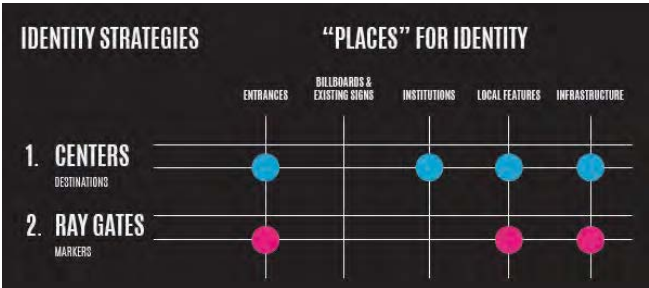 IDENTITY STRATEGIES
“PLACES” FOR IDENTITY
ENTRANCES
BILLBOARDS &
EXISTING SIGNS
INSTITUTIONS
LOCAL FEATURES
INFRASTRUCTURE
1. CENTERS
DESTINATIONS
2. RAY GATES
MARKERS